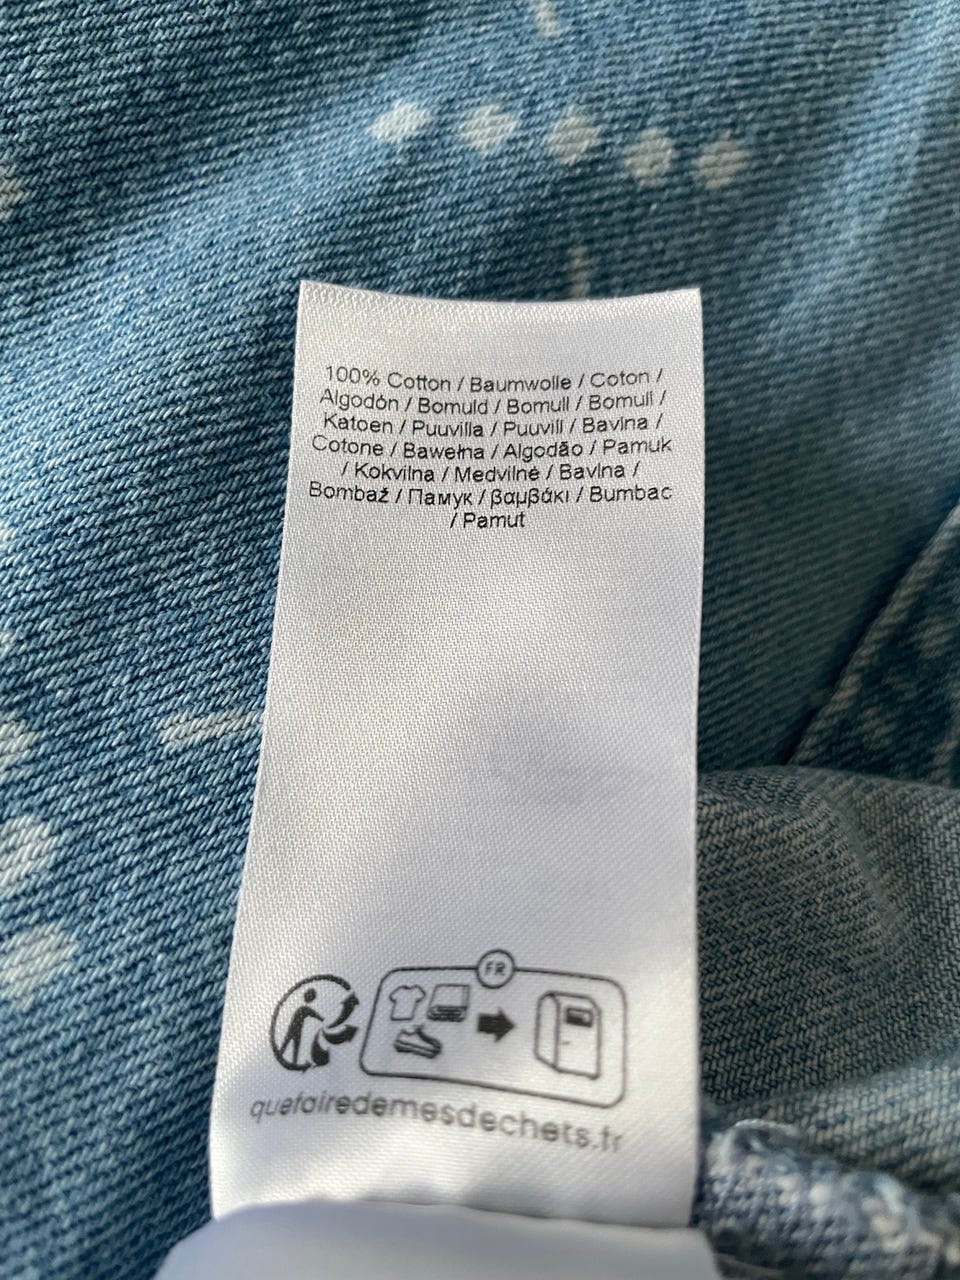 100% Cotton / Baumwolle / Coton /
Algodón / Bomuld / Bomull / Bomull /
Katoen / Puuvilla / Puuvill / Bavlna /
Cotone / Bawełna / Algodão / Pamuk
/ Kokvilna / Medvilnė / Bavlna /
Bombaž / Памук / βαμβάκι / Bumbac
/ Pamut
FR
quefairedemesdechets.fr